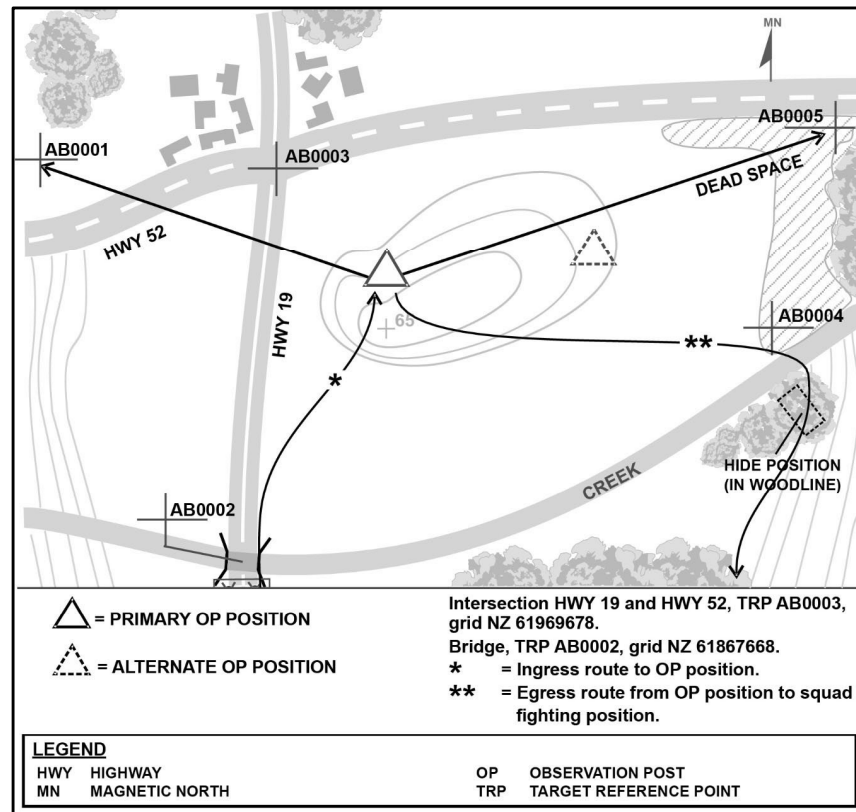 MN
AB0005
AB0001
AB0003
DEAD SPACE
HWY 52
HWY 19
65
AB0004
**
*
HIDE POSITION
(IN WOODLINE)
CREEK
AB0002
= PRIMARY OP POSITION
= ALTERNATE OP POSITION
Intersection HWY 19 and HWY 52, TRP AB0003,
grid NZ 61969678.
Bridge, TRP AB0002, grid NZ 61867668.
* = Ingress route to OP position.
** = Egress route from OP position to squad
fighting position.
LEGEND
HWY HIGHWAY
MN MAGNETIC NORTH
OP OBSERVATION POST
TRP TARGET REFERENCE POINT